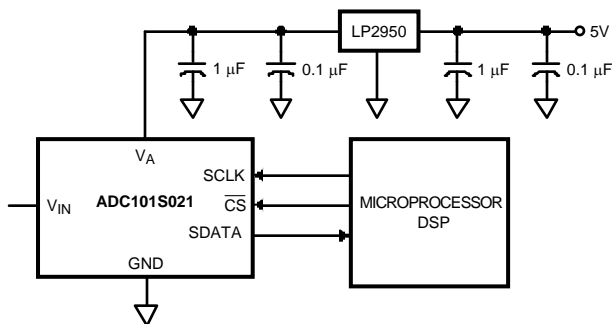 LP2950
5V
1 μF
0.1 μF
1 μF
0.1 μF
VA
SCLK
VIN
ADC101S021
CS
MICROPROCESSOR
DSP
SDATA
GND